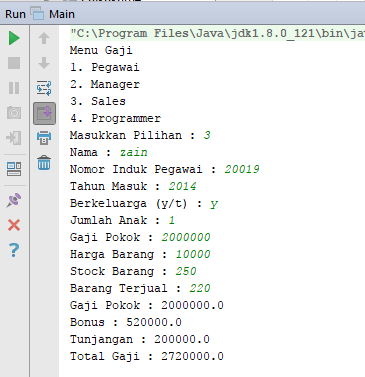 Run Main
"C:\Program Files\Java\jdk1.8.0_121\bin\jav
Menu Gaji
1. Pegawai
2. Manager
3. Sales
4. Programmer
Masukkan Pilihan : 3
Nama : zain
Nomor Induk Pegawai : 20019
Tahun Masuk : 2014
Berkeluarga (y/t) : y
Jumlah Anak : 1
Gaji Pokok : 2000000
Harga Barang : 10000
Stock Barang : 250
Barang Terjual : 220
Gaji Pokok : 2000000.0
Bonus : 520000.0
Tunjangan : 200000.0
Total Gaji : 2720000.0